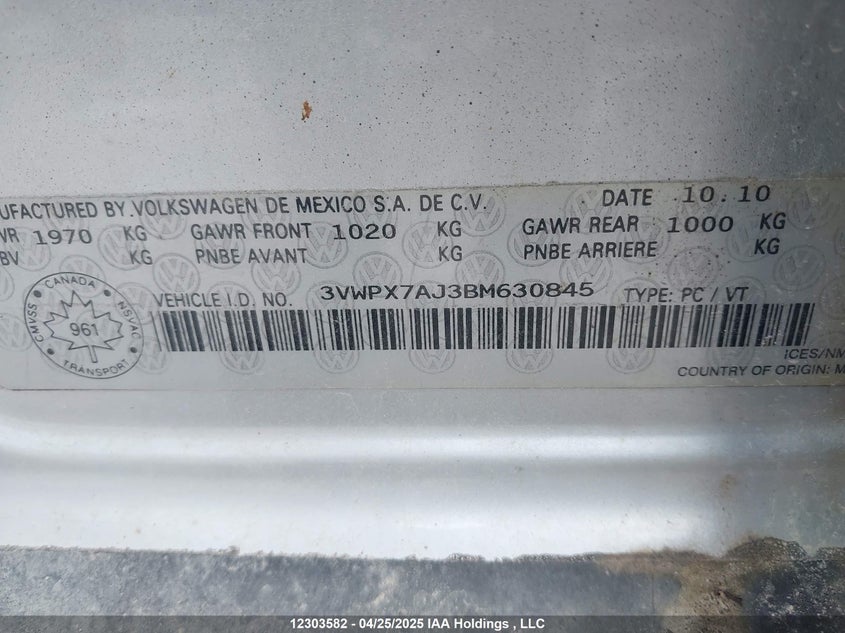 UFACTURED BY VOLKSWAGEN DE MEXICO S.A. DE C.V. DATE 10.10
WR 1970 KG GAWR FRONT 1020 KG GAWR REAR 1000 KG
BV KG PNBE AVANT KG PNBE ARRIERE KG
VEHICLE I.D. NO. 3VWPX7AJ3BM630845 TYPE: PC / VT
CANADA
CMVSS NSVAC
961
TRANSPORT
ICES/NM
COUNTRY OF ORIGIN: M
12303582 - 04/25/2025 IAA Holdings , LLC